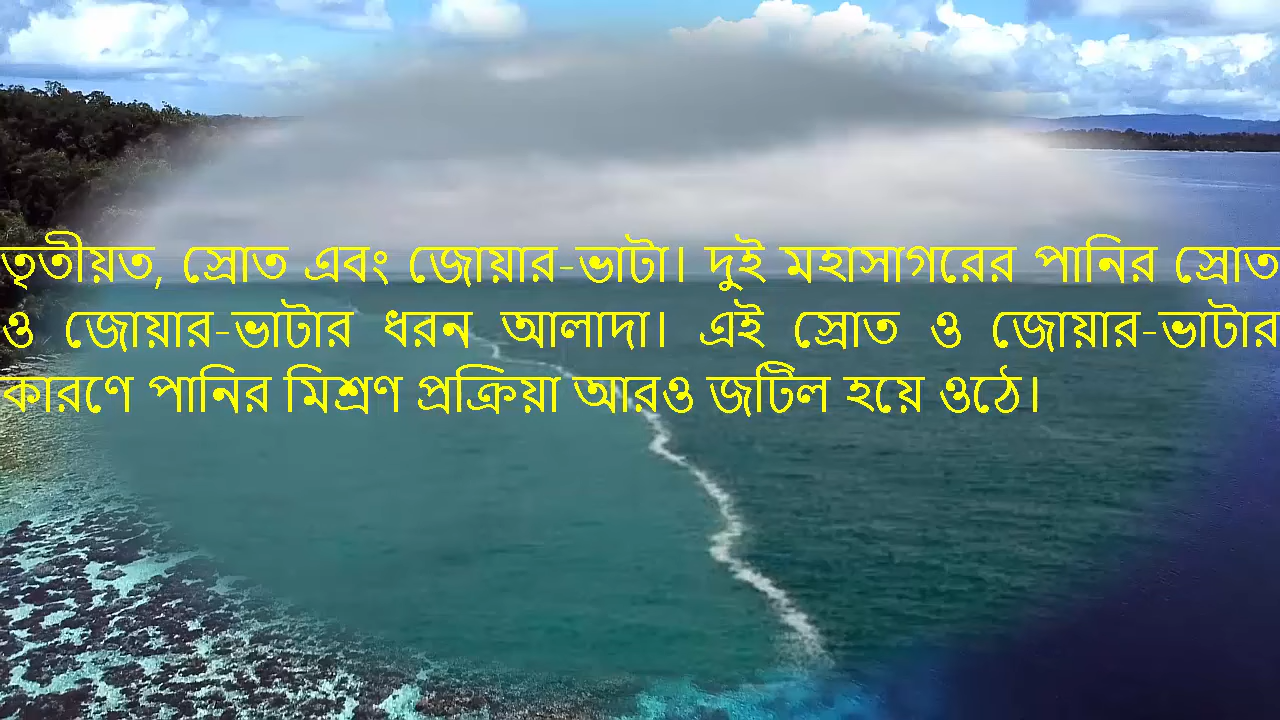 তৃতীয়ত, স্রোত এবং জোয়ার-ভাটা। দুই মহাসাগরের পানির স্রোত
ও জোয়ার-ভাটার ধরন আলাদা। এই স্রোত ও জোয়ার-ভাটার
কারণে পানির মিশ্রণ প্রক্রিয়া আরও জটিল হয়ে ওঠে।